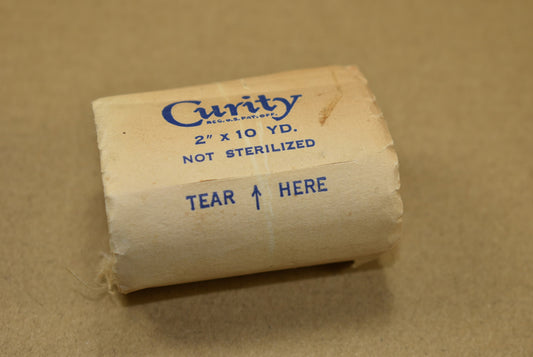 Curity
REG. U.S. PAT. OFF.
2" x 10 YD.
NOT STERILIZED
TEAR ↑ HERE